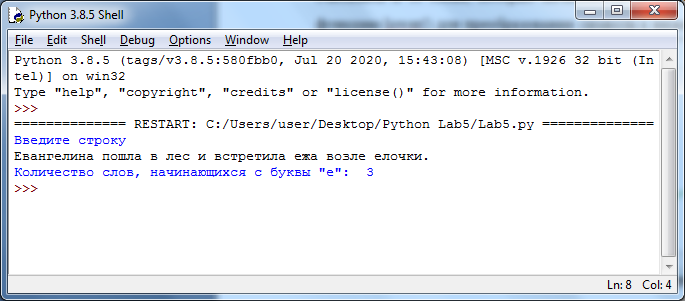 Python 3.8.5 Shell
File Edit Shell Debug Options Window Help
Python 3.8.5 (tags/v3.8.5:580fbb0, Jul 20 2020, 15:43:08) [MSC v.1926 32 bit (In
tel)] on win32
Type "help", "copyright", "credits" or "license()" for more information.
>>>
============== RESTART: C:/Users/user/Desktop/Python Lab5/Lab5.py ==============
Введите строку
Евангелина пошла в лес и встретила ежа возле елочки.
Количество слов, начинающихся с буквы "е":  3
>>>
Ln: 8 Col: 4